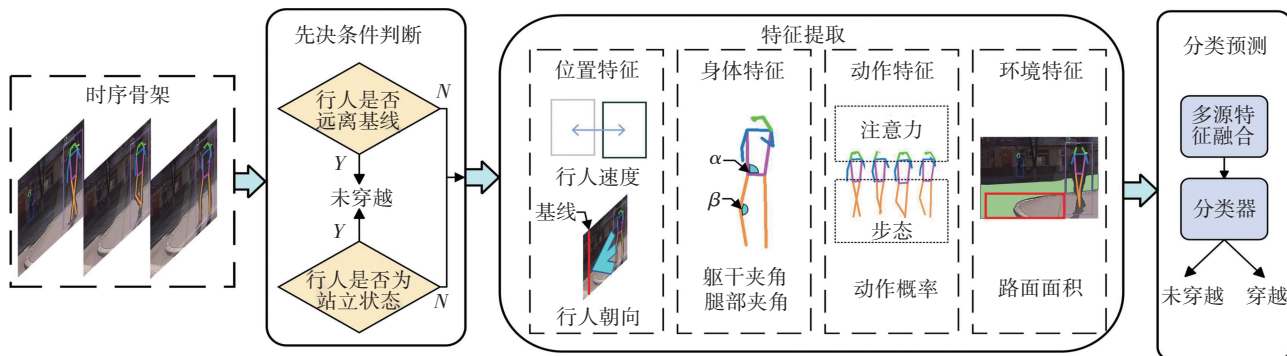 时序骨架
先决条件判断
行人是否
远离基线
N
Y
未穿越
Y
行人是否为
站立状态
N
特征提取
位置特征
行人速度
基线
行人朝向
身体特征
α
β
躯干夹角
腿部夹角
动作特征
注意力
步态
动作概率
环境特征
路面面积
分类预测
多源特
征融合
分类器
未穿越
穿越